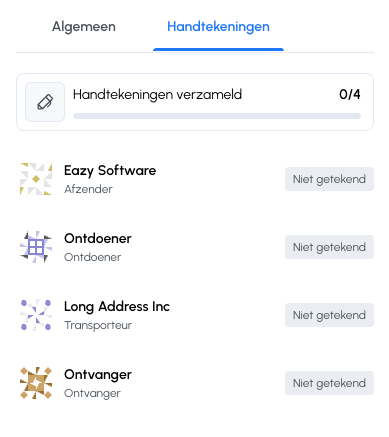 Algemeen Handtekeningen
Handtekeningen verzameld 0/4
Eazy Software
Afzender
Niet getekend
Ontdoener
Ontdoener
Niet getekend
Long Address Inc
Transporteur
Niet getekend
Ontvanger
Ontvanger
Niet getekend